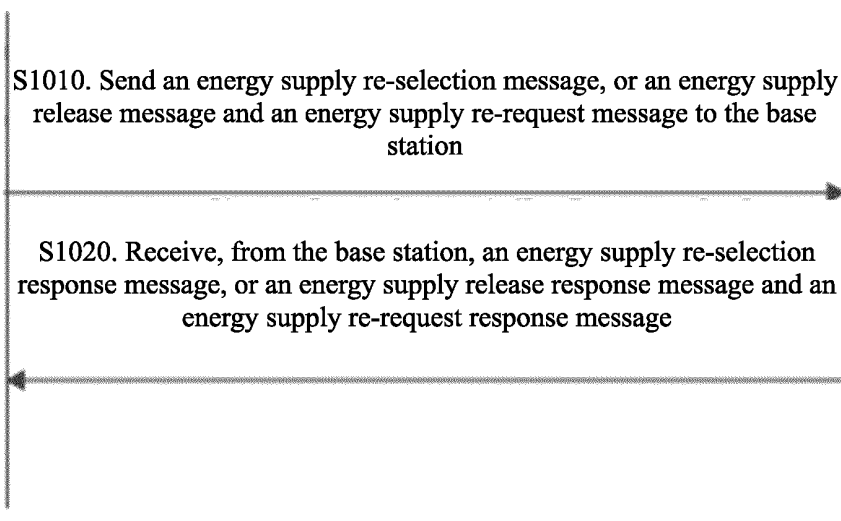 S1010. Send an energy supply re-selection message, or an energy supply
release message and an energy supply re-request message to the base
station
S1020. Receive, from the base station, an energy supply re-selection
response message, or an energy supply release response message and an
energy supply re-request response message